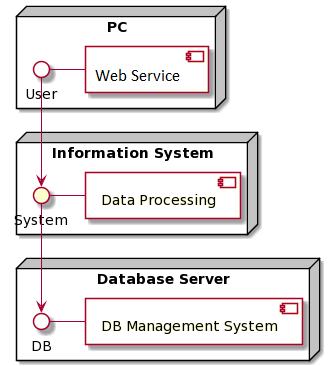 PC
Web Service
User
Information System
Data Processing
System
Database Server
DB Management System
DB